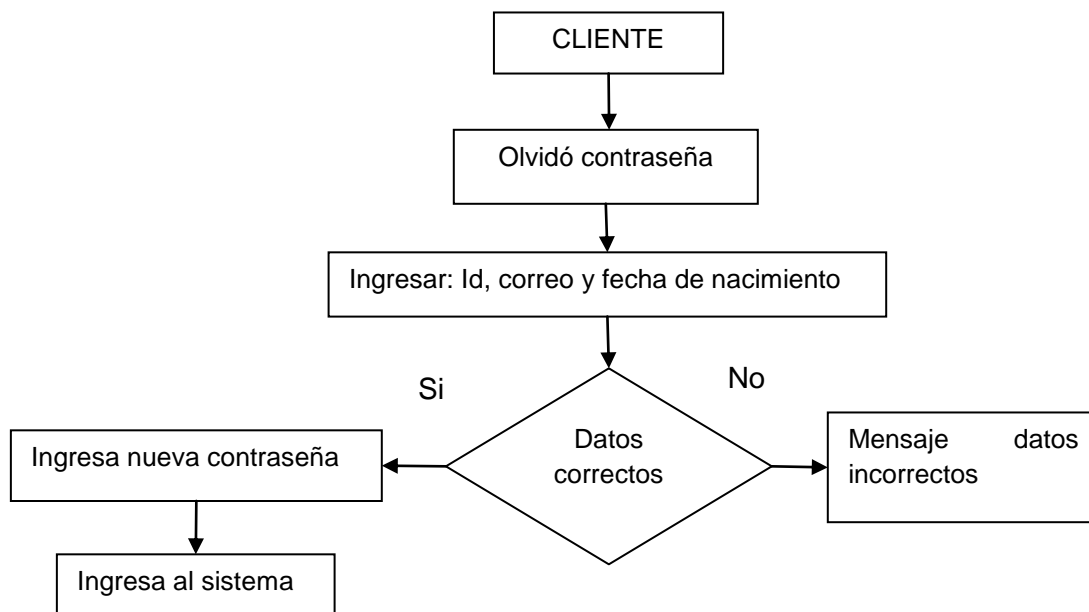 CLIENTE
Olvidó contraseña
Ingresar: Id, correo y fecha de nacimiento
Si
No
Datos
correctos
Ingresa nueva contraseña
Mensaje datos
incorrectos
Ingresa al sistema